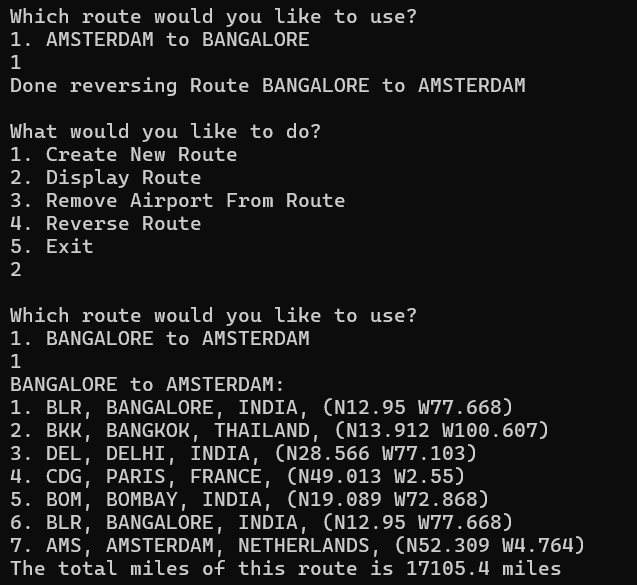 Which route would you like to use?
1. AMSTERDAM to BANGALORE
1
Done reversing Route BANGALORE to AMSTERDAM
What would you like to do?
1. Create New Route
2. Display Route
3. Remove Airport From Route
4. Reverse Route
5. Exit
2
Which route would you like to use?
1. BANGALORE to AMSTERDAM
1
BANGALORE to AMSTERDAM:
1. BLR, BANGALORE, INDIA, (N12.95 W77.668)
2. BKK, BANGKOK, THAILAND, (N13.912 W100.607)
3. DEL, DELHI, INDIA, (N28.566 W77.103)
4. CDG, PARIS, FRANCE, (N49.013 W2.55)
5. BOM, BOMBAY, INDIA, (N19.089 W72.868)
6. BLR, BANGALORE, INDIA, (N12.95 W77.668)
7. AMS, AMSTERDAM, NETHERLANDS, (N52.309 W4.764)
The total miles of this route is 17105.4 miles